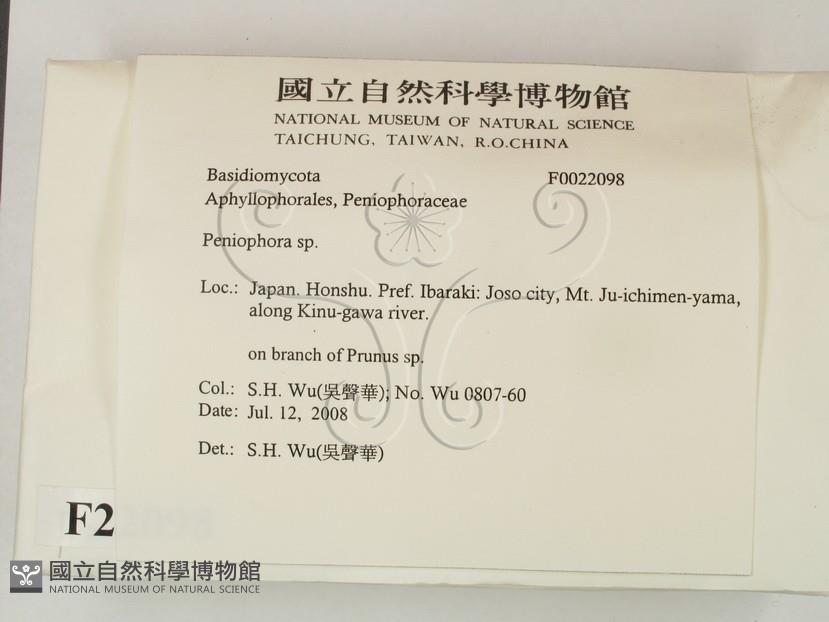 國立自然科學博物館
NATIONAL MUSEUM OF NATURAL SCIENCE
TAICHUNG, TAIWAN, R.O.CHINA
Basidiomycota F0022098
Aphyllophorales, Peniophoraceae
Peniophora sp.
Loc.: Japan. Honshu. Pref. Ibaraki: Joso city, Mt. Ju-ichimen-yama,
along Kinu-gawa river.
on branch of Prunus sp.
Col.: S.H. Wu(吳聲華); No. Wu 0807-60
Date: Jul. 12, 2008
Det.: S.H. Wu(吳聲華)
F2
國立自然科學博物館
NATIONAL MUSEUM OF NATURAL SCIENCE